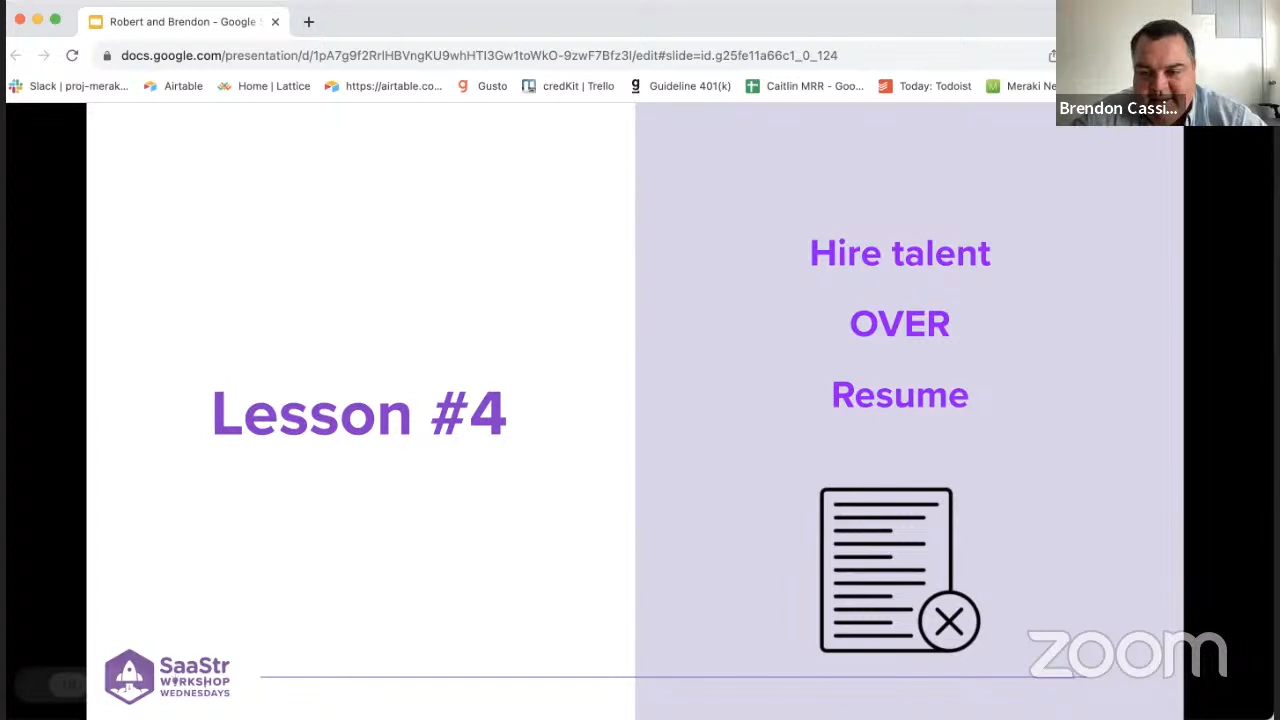 Robert and Brendon - Google
docs.google.com/presentation/d/1pA7g9f2RrlHBVngKU9whHTI3Gw1toWkO-9zwF7Bfz3I/edit#slide=id.g25fe11a66c1_0_124
Slack | proj-merak... Airtable Home | Lattice https://airtable.co... Gusto credKit | Trello Guideline 401(k) Caitlin MRR - Goo... Today: Todoist Meraki Ne
Brendon Cassi...
Lesson #4
Hire talent
OVER
Resume
SaaStr
WORKSHOP
WEDNESDAYS
zoom